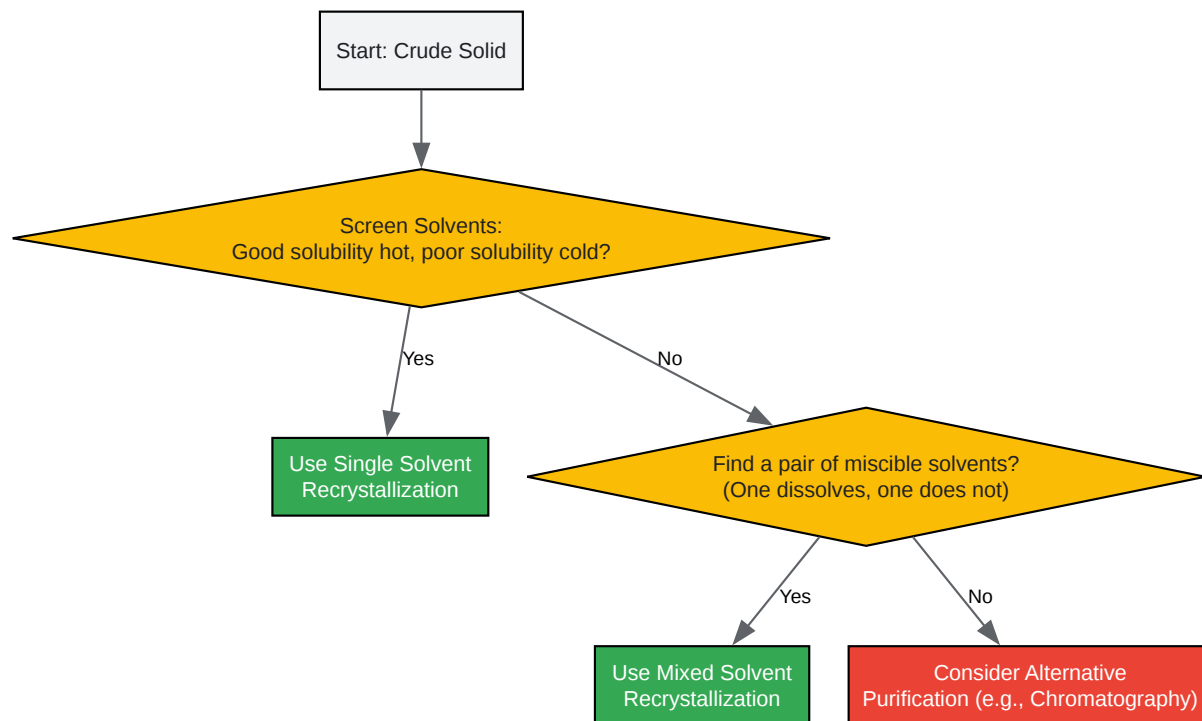 Start: Crude Solid
Screen Solvents:
Good solubility hot, poor solubility cold?
Yes
No
Use Single Solvent
Recrystallization
Find a pair of miscible solvents?
(One dissolves, one does not)
Yes
No
Use Mixed Solvent
Recrystallization
Consider Alternative
Purification (e.g., Chromatography)